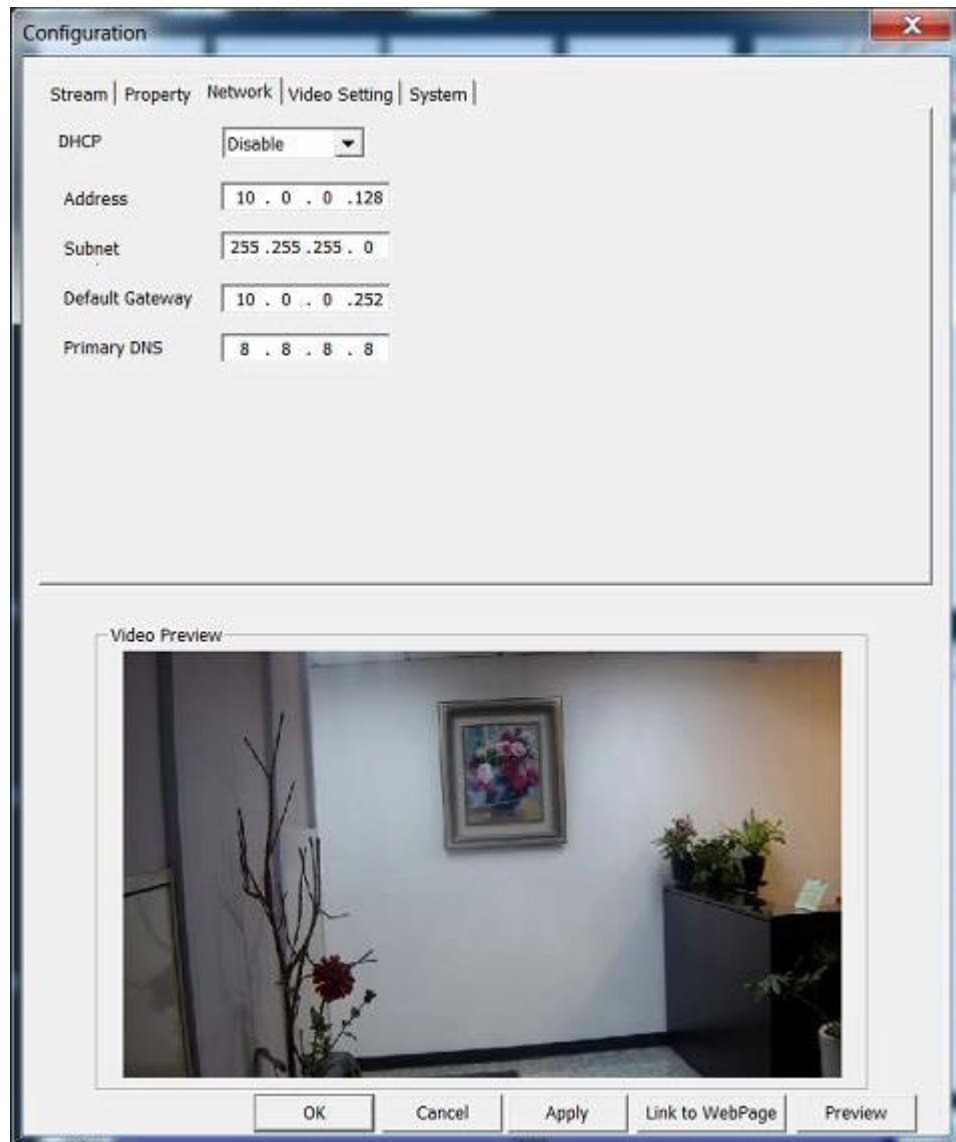 Configuration
X
Stream | Property Network | Video Setting | System |
DHCP Disable
Address 10 . 0 . 0 .128
Subnet 255 .255 .255 . 0
Default Gateway 10 . 0 . 0 .252
Primary DNS 8 . 8 . 8 . 8
Video Preview
OK Cancel Apply Link to WebPage Preview